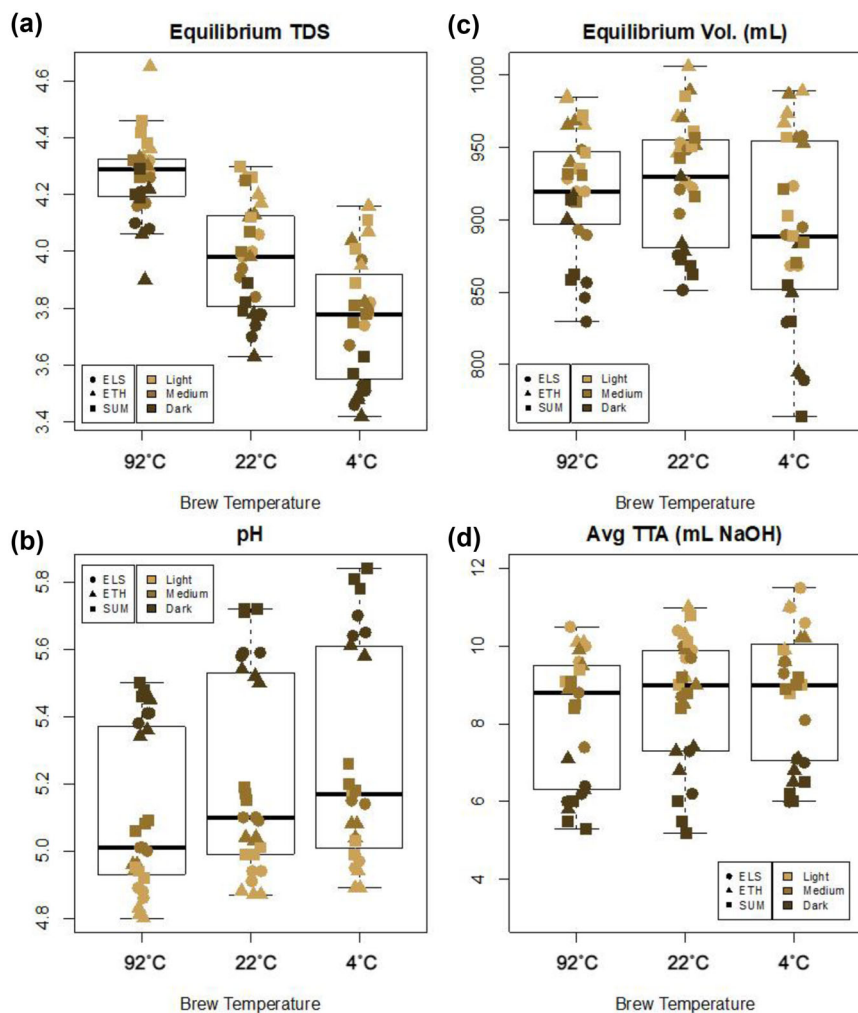 (a)
Equilibrium TDS
4.6
4.4
4.2
4.0
3.8
3.6
3.4
ELS
ETH
SUM
Light
Medium
Dark
92°C
22°C
4°C
Brew Temperature
(c)
Equilibrium Vol. (mL)
1000
950
900
850
800
ELS
ETH
SUM
Light
Medium
Dark
92°C
22°C
4°C
Brew Temperature
(b)
pH
5.8
5.6
5.4
5.2
5.0
4.8
ELS
ETH
SUM
Light
Medium
Dark
92°C
22°C
4°C
Brew Temperature
(d)
Avg TTA (mL NaOH)
12
10
8
6
4
ELS
ETH
SUM
Light
Medium
Dark
92°C
22°C
4°C
Brew Temperature